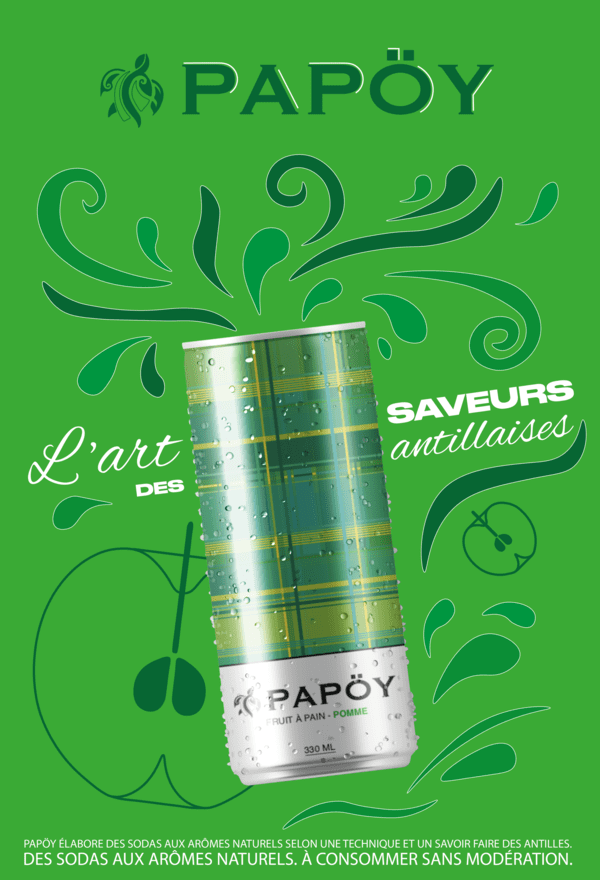 PAPÖY
L'art
DES
SAVEURS
antillaises
PAPÖY
FRUIT À PAIN - POMME
330 ML
PAPÖY ÉLABORE DES SODAS AUX ARÔMES NATURELS SELON UNE TECHNIQUE ET UN SAVOIR FAIRE DES ANTILLES.
DES SODAS AUX ARÔMES NATURELS. À CONSOMMER SANS MODÉRATION.